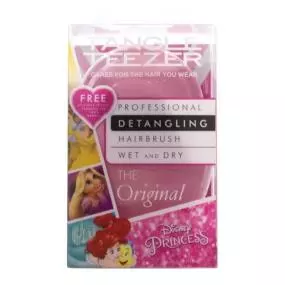 TANGLE
TEEZER
CARES FOR THE HAIR YOU WEAR
FREE
PROFESSIONAL
DETANGLING
HAIRBRUSH
WET AND DRY
THE
Original
Disney
PRINCESS